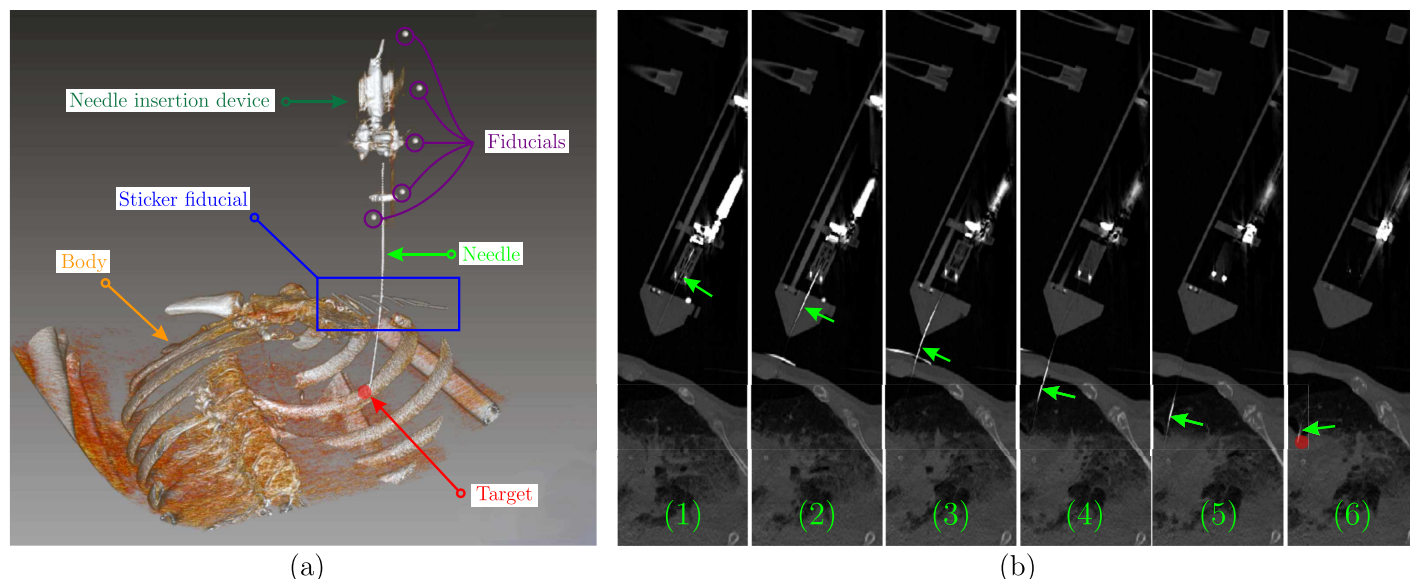 Needle insertion device
Fiducials
Sticker fiducial
Needle
Body
Target
(1) (2) (3) (4) (5) (6)
(a) (b)